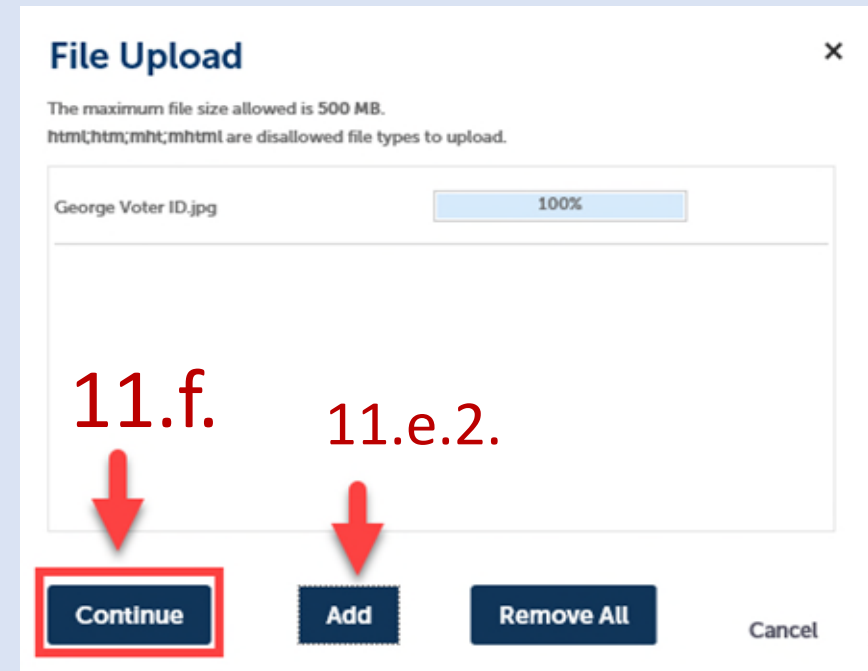 File Upload ×
The maximum file size allowed is 500 MB.
html;htm;mht;mhtml are disallowed file types to upload.
George Voter ID.jpg 100%
11.f. 11.e.2.
Continue Add Remove All Cancel